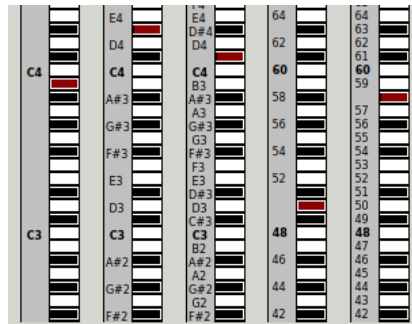 C4
C3
E4
D4
C4
A#3
G#3
F#3
E3
D3
C3
A#2
G#2
F#2
E4
D#4
D4
C4
B3
A#3
A3
G#3
G3
F#3
F3
E3
D#3
D3
C#3
C3
B2
A#2
A2
G#2
G2
F#2
64
62
60
58
56
54
52
48
46
44
42
64
63
62
61
60
59
57
56
55
54
53
52
51
50
49
48
47
46
45
44
43
42